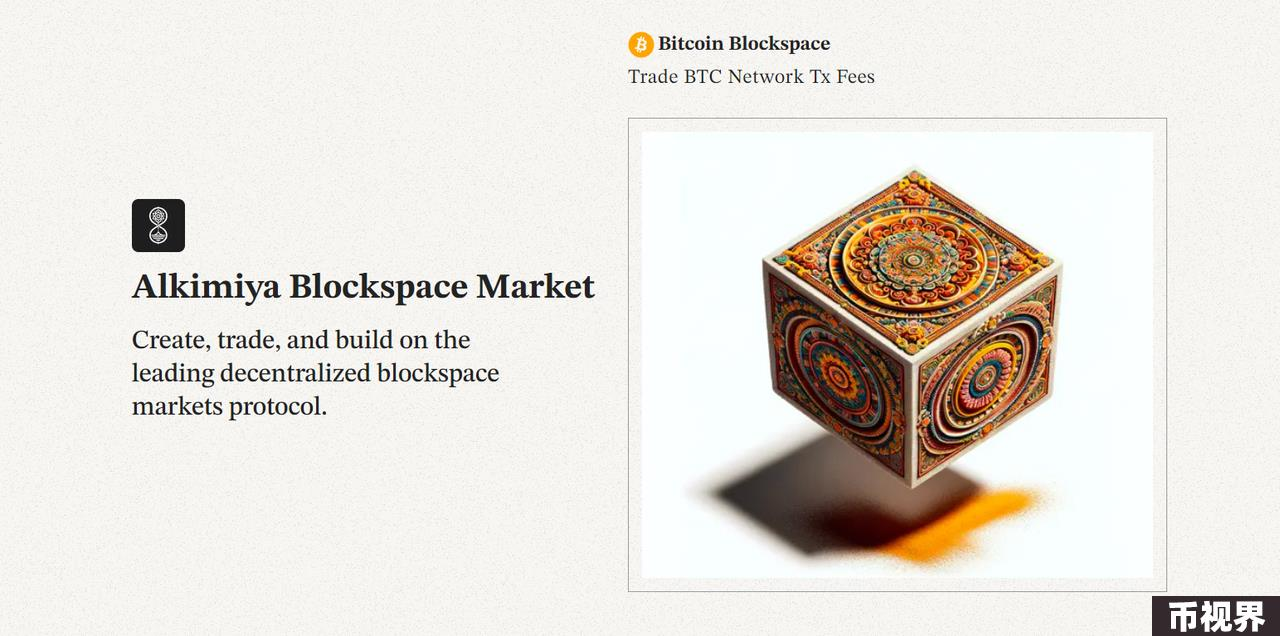 Bitcoin Blockspace
Trade BTC Network Tx Fees
Alkimiya Blockspace Market
Create, trade, and build on the
leading decentralized blockspace
markets protocol.
币视界